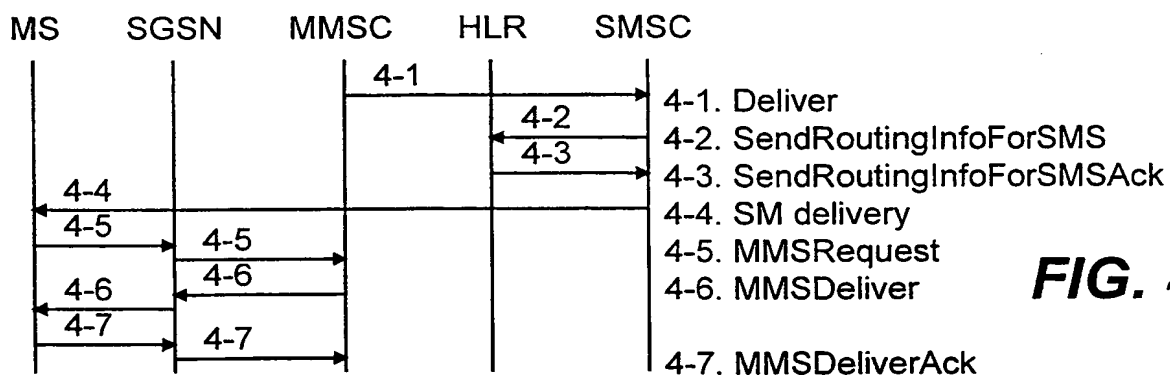 MS SGSN MMSC HLR SMSC
4-1
4-1. Deliver
4-2
4-2. SendRoutingInfoForSMS
4-3
4-3. SendRoutingInfoForSMSAck
4-4
4-4. SM delivery
4-5
4-5
4-5. MMSRequest
4-6
4-6
4-6. MMSDeliver
FIG.
4-7
4-7
4-7. MMSDeliverAck